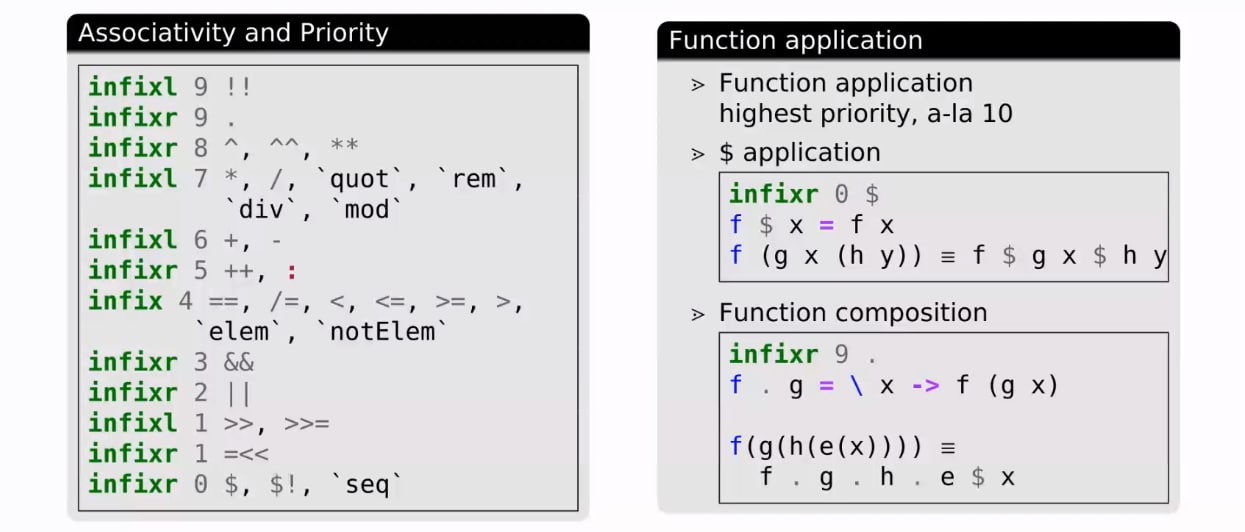 Associativity and Priority
infixl 9 !!
infixr 9 .
infixr 8 ^, ^^, **
infixl 7 *, /, `quot`, `rem`,
`div`, `mod`
infixl 6 +, -
infixr 5 ++, :
infix 4 ==, /=, <, <=, >=, >,
`elem`, `notElem`
infixr 3 &&
infixr 2 ||
infixl 1 >>, >>=
infixr 1 =<<
infixr 0 $, $!, `seq`
Function application
➢ Function application
highest priority, a-la 10
➢ $ application
infixr 0 $
f $ x = f x
f (g x (h y)) ≡ f $ g x $ h y
➢ Function composition
infixr 9 .
f . g = \ x -> f (g x)
f(g(h(e(x)))) ≡
f . g . h . e $ x